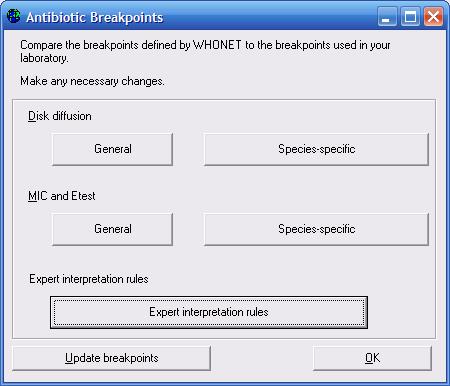 Antibiotic Breakpoints
Compare the breakpoints defined by WHONET to the breakpoints used in your
laboratory.
Make any necessary changes.
Disk diffusion
General
Species-specific
MIC and Etest
General
Species-specific
Expert interpretation rules
Expert interpretation rules
Update breakpoints
OK